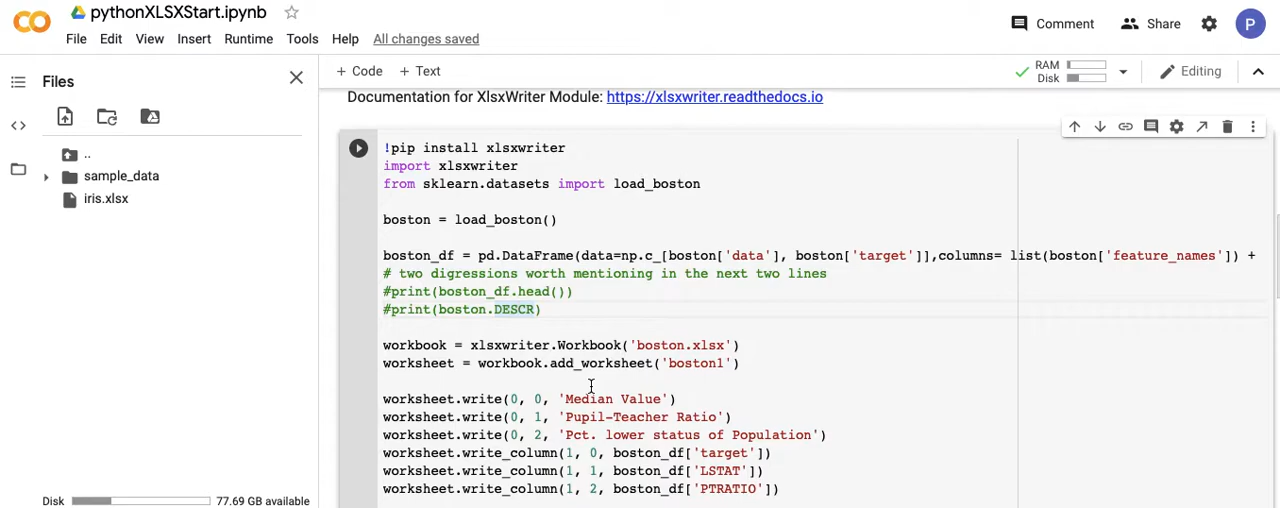 pythonXLSXStart.ipynb
File Edit View Insert Runtime Tools Help All changes saved
Comment Share P
Files
+ Code + Text
RAM
Disk
Editing
..
sample_data
iris.xlsx
Disk 77.69 GB available
Documentation for XlsxWriter Module: https://xlsxwriter.readthedocs.io
!pip install xlsxwriter
import xlsxwriter
from sklearn.datasets import load_boston
boston = load_boston()
boston_df = pd.DataFrame(data=np.c_[boston['data'], boston['target']],columns= list(boston['feature_names']) +
# two digressions worth mentioning in the next two lines
#print(boston_df.head())
#print(boston.DESCR)
workbook = xlsxwriter.Workbook('boston.xlsx')
worksheet = workbook.add_worksheet('boston1')
worksheet.write(0, 0, 'Median Value')
worksheet.write(0, 1, 'Pupil-Teacher Ratio')
worksheet.write(0, 2, 'Pct. lower status of Population')
worksheet.write_column(1, 0, boston_df['target'])
worksheet.write_column(1, 1, boston_df['LSTAT'])
worksheet.write_column(1, 2, boston_df['PTRATIO'])